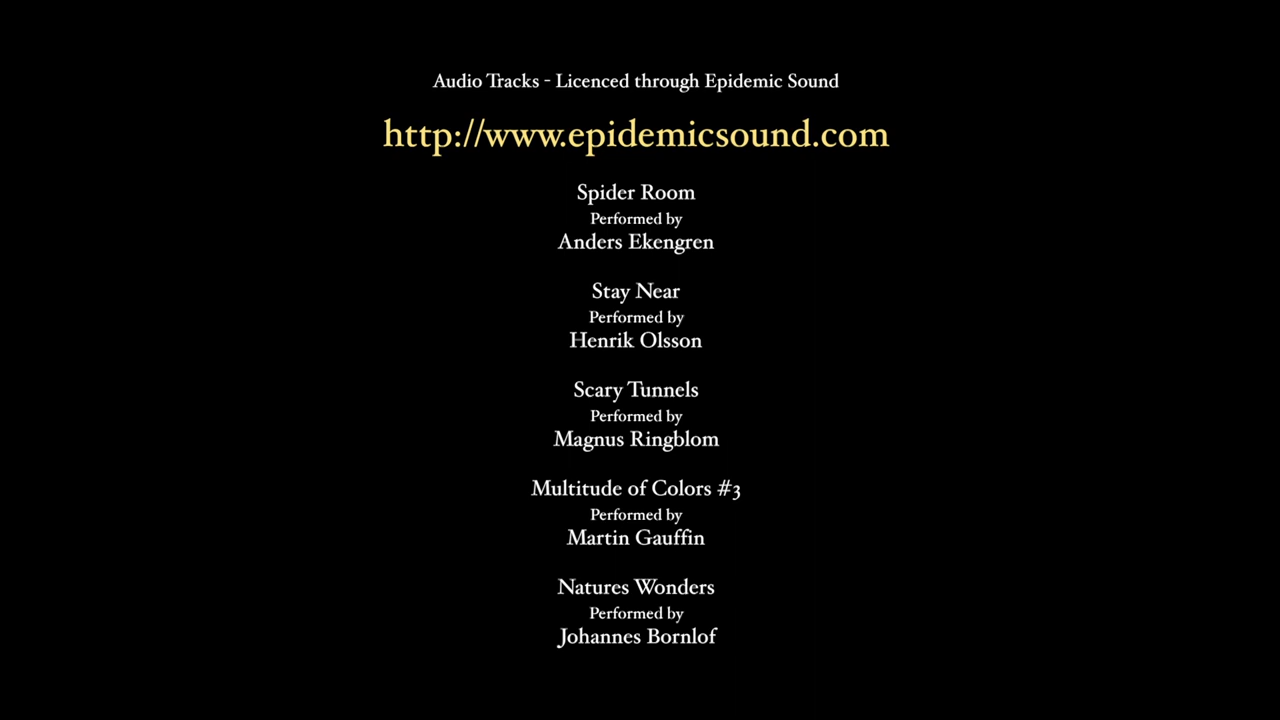 Audio Tracks - Licenced through Epidemic Sound
http://www.epidemicsound.com
Spider Room
Performed by
Anders Ekengren
Stay Near
Performed by
Henrik Olsson
Scary Tunnels
Performed by
Magnus Ringblom
Multitude of Colors #3
Performed by
Martin Gauffin
Natures Wonders
Performed by
Johannes Bornlof